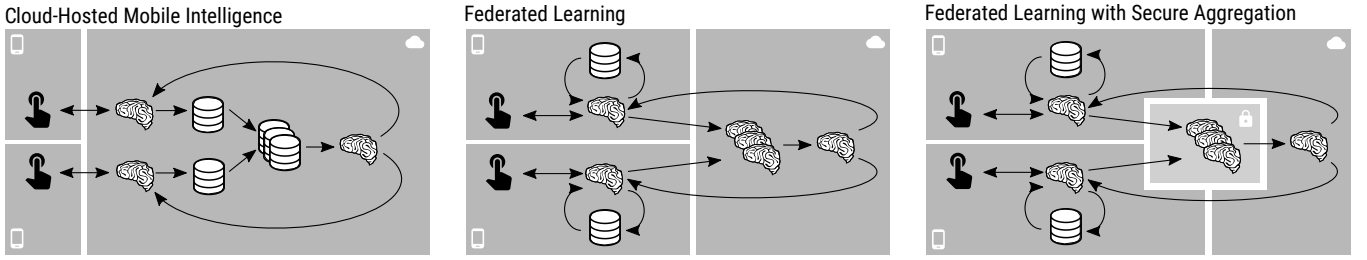 Cloud-Hosted Mobile Intelligence
Federated Learning
Federated Learning with Secure Aggregation